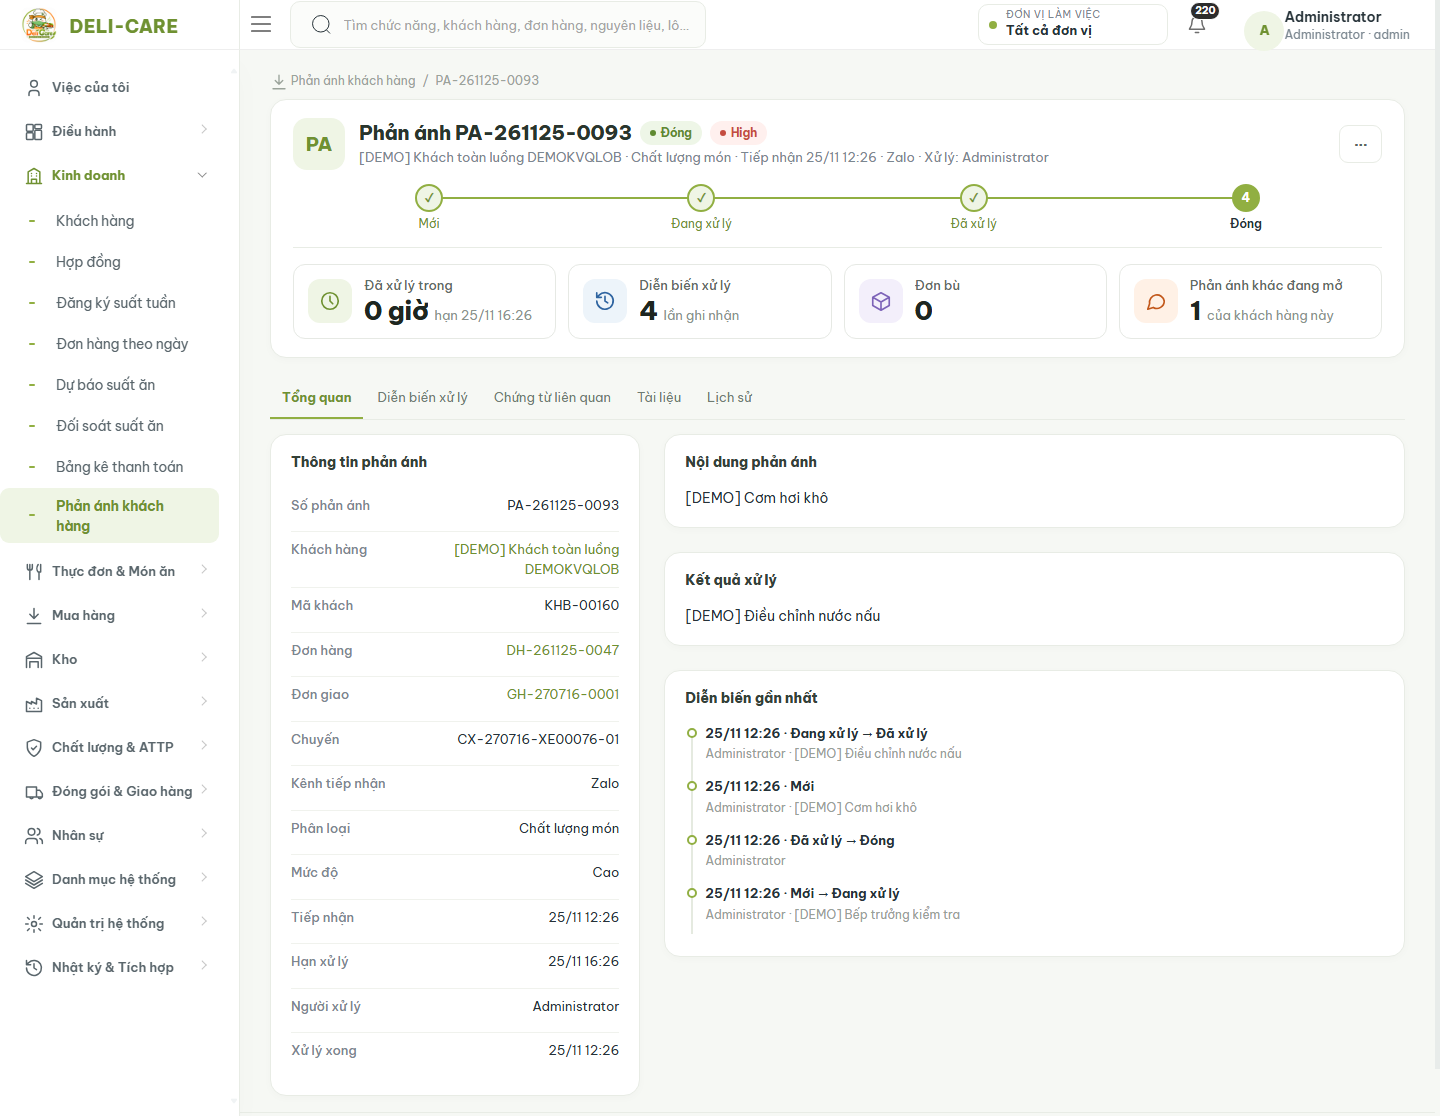 DELI-CARE
Tìm chức năng, khách hàng, đơn hàng, nguyên liệu, lô...
ĐƠN VỊ LÀM VIỆC
Tất cả đơn vị
220
A
Administrator
Administrator · admin
Việc của tôi
Điều hành
Kinh doanh
Khách hàng
Hợp đồng
Đăng ký suất tuần
Đơn hàng theo ngày
Dự báo suất ăn
Đối soát suất ăn
Bảng kê thanh toán
Phản ánh khách
hàng
Thực đơn & Món ăn
Mua hàng
Kho
Sản xuất
Chất lượng & ATTP
Đóng gói & Giao hàng
Nhân sự
Danh mục hệ thống
Quản trị hệ thống
Nhật ký & Tích hợp
Phản ánh khách hàng / PA-261125-0093
PA
Phản ánh PA-261125-0093
Đóng
High
[DEMO] Khách toàn luồng DEMOKVQLOB · Chất lượng món · Tiếp nhận 25/11 12:26 · Zalo · Xử lý: Administrator
...
✓ ✓ ✓ 4
Mới
Đang xử lý
Đã xử lý
Đóng
Đã xử lý trong
0 giờ hạn 25/11 16:26
Diễn biến xử lý
4 lần ghi nhận
Đơn bù
0
Phản ánh khác đang mở
1 của khách hàng này
Tổng quan
Diễn biến xử lý
Chứng từ liên quan
Tài liệu
Lịch sử
Thông tin phản ánh
Số phản ánh PA-261125-0093
Khách hàng [DEMO] Khách toàn luồng
DEMOKVQLOB
Mã khách KHB-00160
Đơn hàng DH-261125-0047
Đơn giao GH-270716-0001
Chuyến CX-270716-XE00076-01
Kênh tiếp nhận Zalo
Phân loại Chất lượng món
Mức độ Cao
Tiếp nhận 25/11 12:26
Hạn xử lý 25/11 16:26
Người xử lý Administrator
Xử lý xong 25/11 12:26
Nội dung phản ánh
[DEMO] Cơm hơi khô
Kết quả xử lý
[DEMO] Điều chỉnh nước nấu
Diễn biến gần nhất
25/11 12:26 · Đang xử lý → Đã xử lý
Administrator · [DEMO] Điều chỉnh nước nấu
25/11 12:26 · Mới
Administrator · [DEMO] Cơm hơi khô
25/11 12:26 · Đã xử lý → Đóng
Administrator
25/11 12:26 · Mới → Đang xử lý
Administrator · [DEMO] Bếp trưởng kiểm tra